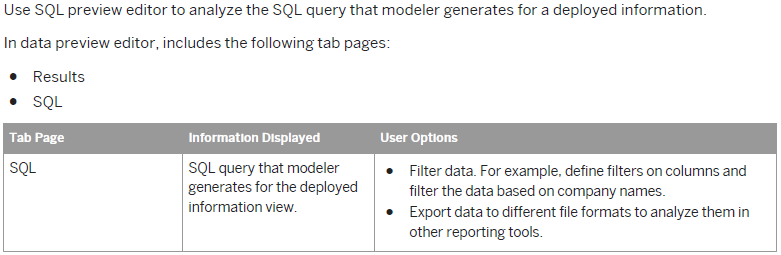 Use SQL preview editor to analyze the SQL query that modeler generates for a deployed information.
In data preview editor, includes the following tab pages:
● Results
● SQL
Tab Page Information Displayed User Options
SQL
SQL query that modeler
generates for the deployed
information view.
● Filter data. For example, define filters on columns and
filter the data based on company names.
● Export data to different file formats to analyze them in
other reporting tools.